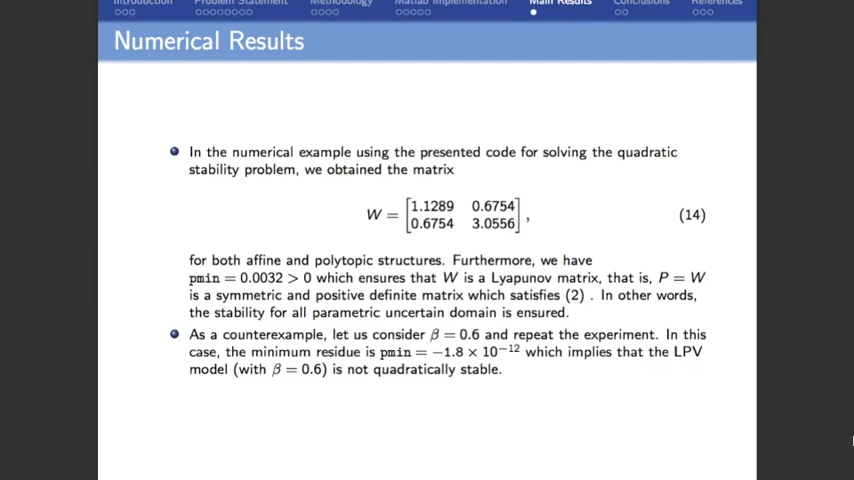 Introduction Problem Statement Methodology Matlab Implementation Main Results Conclusions References
Numerical Results
In the numerical example using the presented code for solving the quadratic
stability problem, we obtained the matrix
W = [1.1289 0.6754
0.6754 3.0556], (14)
for both affine and polytopic structures. Furthermore, we have
pmin = 0.0032 > 0 which ensures that W is a Lyapunov matrix, that is, P = W
is a symmetric and positive definite matrix which satisfies (2) . In other words,
the stability for all parametric uncertain domain is ensured.
As a counterexample, let us consider β = 0.6 and repeat the experiment. In this
case, the minimum residue is pmin = −1.8 × 10⁻¹² which implies that the LPV
model (with β = 0.6) is not quadratically stable.